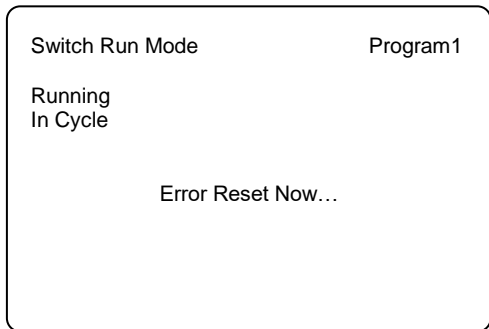 Switch Run Mode Program1
Running
In Cycle
Error Reset Now…